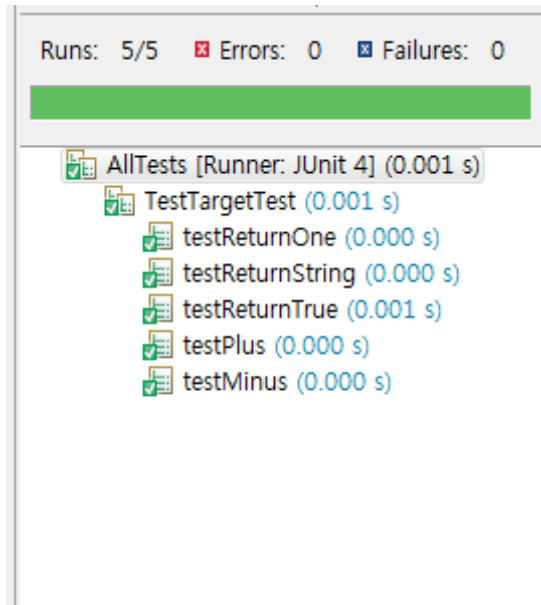 Runs: 5/5 Errors: 0 Failures: 0
AllTests [Runner: JUnit 4] (0.001 s)
TestTargetTest (0.001 s)
testReturnOne (0.000 s)
testReturnString (0.000 s)
testReturnTrue (0.001 s)
testPlus (0.000 s)
testMinus (0.000 s)